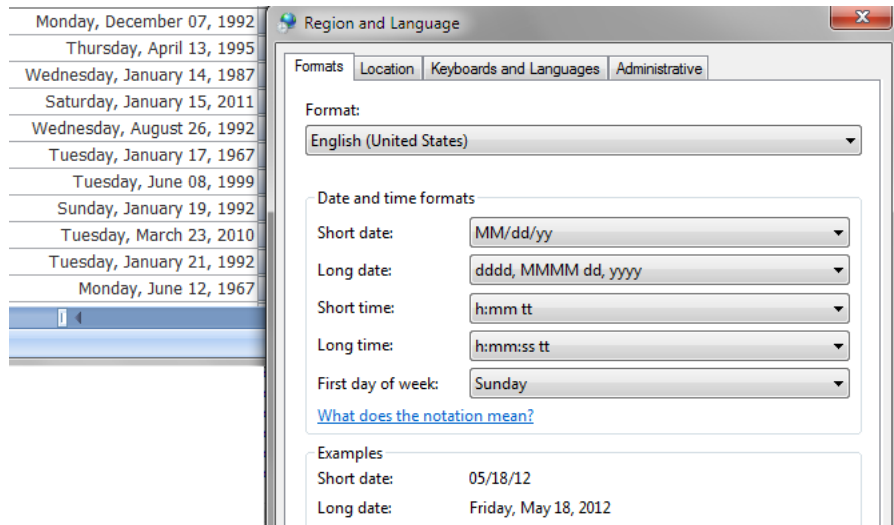 Monday, December 07, 1992
Thursday, April 13, 1995
Wednesday, January 14, 1987
Saturday, January 15, 2011
Wednesday, August 26, 1992
Tuesday, January 17, 1967
Tuesday, June 08, 1999
Sunday, January 19, 1992
Tuesday, March 23, 2010
Tuesday, January 21, 1992
Monday, June 12, 1967
Region and Language
Formats Location Keyboards and Languages Administrative
Format:
English (United States)
Date and time formats
Short date: MM/dd/yy
Long date: dddd, MMMM dd, yyyy
Short time: h:mm tt
Long time: h:mm:ss tt
First day of week: Sunday
What does the notation mean?
Examples
Short date: 05/18/12
Long date: Friday, May 18, 2012